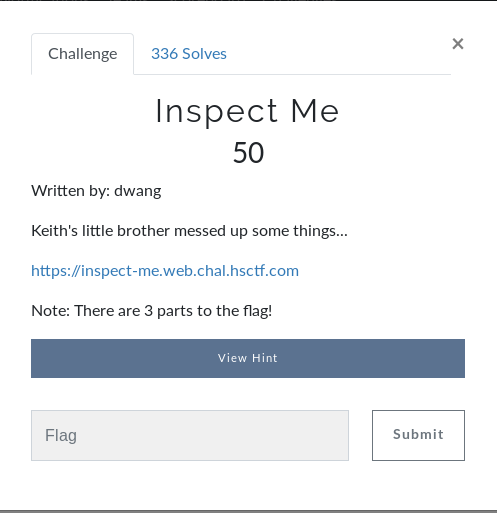 Challenge
336 Solves
×
Inspect Me
50
Written by: dwang
Keith's little brother messed up some things...
https://inspect-me.web.chal.hsctf.com
Note: There are 3 parts to the flag!
View Hint
Flag
Submit